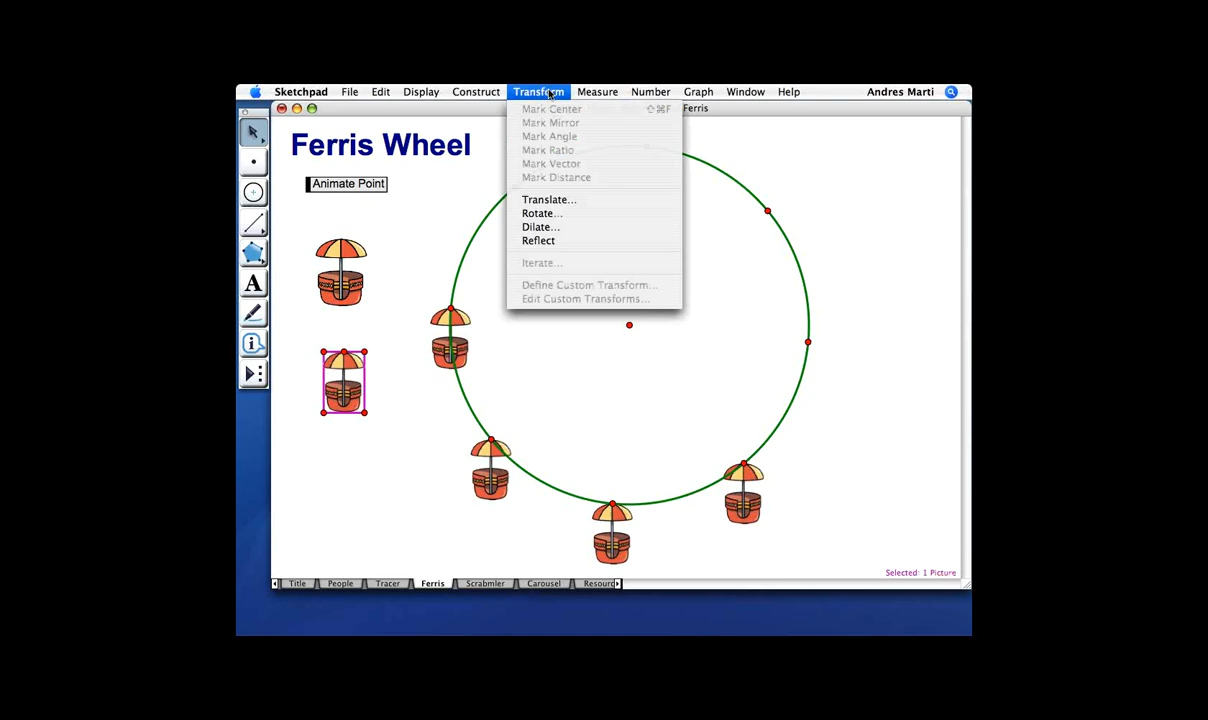 Sketchpad File Edit Display Construct Transform Measure Number Graph Window Help Andres Marti
Ferris
Mark Center ⇧⌘F
Mark Mirror
Mark Angle
Mark Ratio
Mark Vector
Mark Distance
Translate...
Rotate...
Dilate...
Reflect
Iterate...
Define Custom Transform...
Edit Custom Transforms...
Ferris Wheel
Animate Point
A
Selected: 1 Picture
Title People Tracer Ferris Scrabmler Carousel Resourc